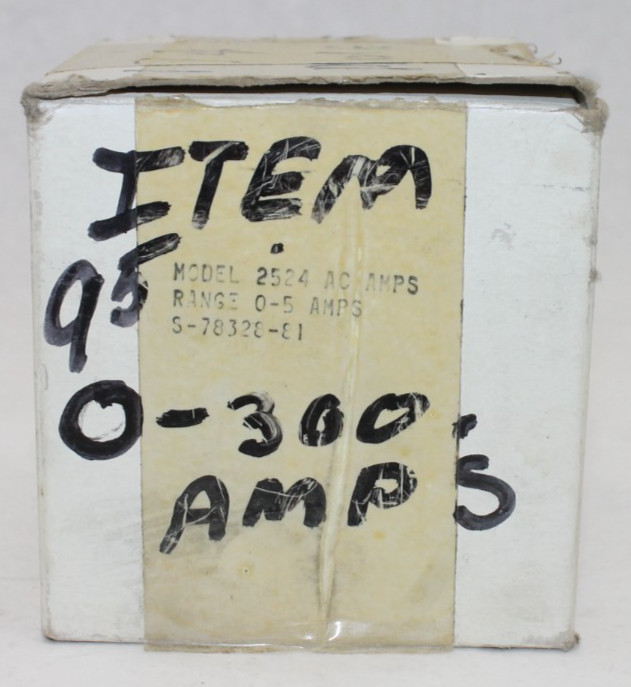 ITEM
95
MODEL 2524 AC AMPS
RANGE 0-5 AMPS
S-78328-81
0-300
AMPS